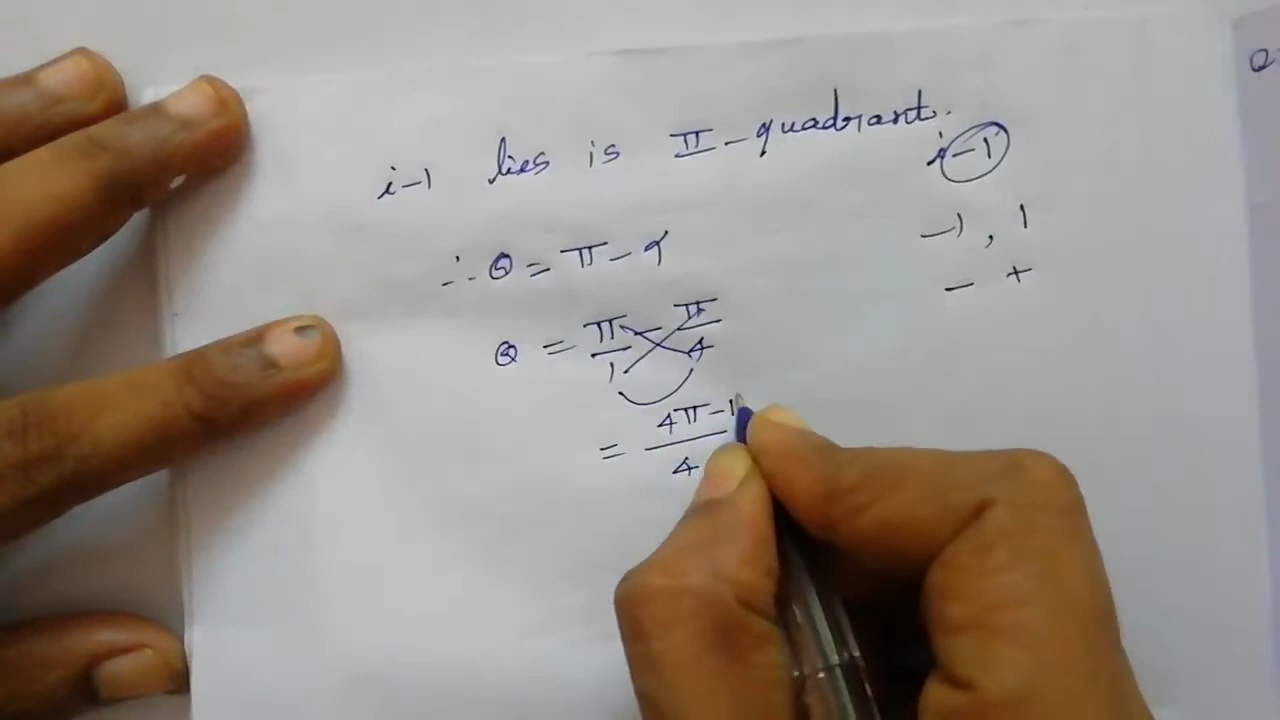 i-1 lies is II-quadrant.
i-1
-1, 1
- +
∴ θ = π - α
θ = π/1 - π/4
= 4π-1/4